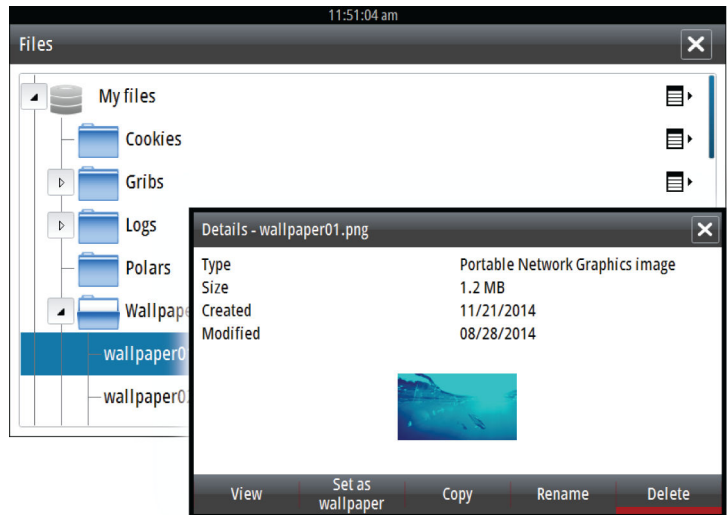 11:51:04 am
Files
My files
Cookies
Gribs
Logs
Polars
Details - wallpaper01.png
Type Portable Network Graphics image
Size 1.2 MB
Created 11/21/2014
Modified 08/28/2014
View
Set as
wallpaper
Copy
Rename
Delete